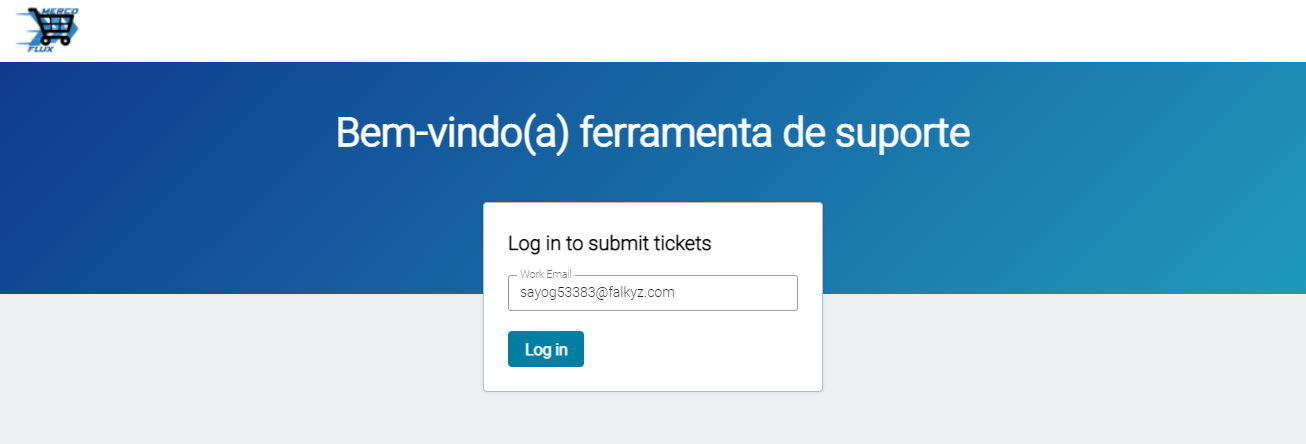 MERCO
FLUX
Bem-vindo(a) ferramenta de suporte
Log in to submit tickets
Work Email
sayog53383@falkyz.com
Log in